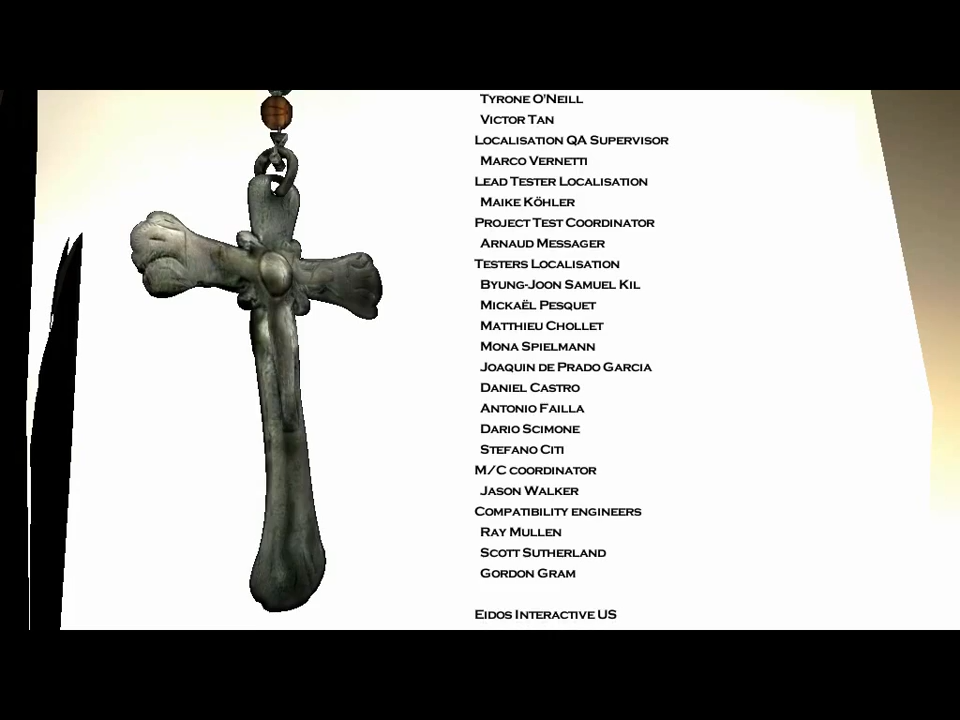 Tyrone O'Neill
Victor Tan
Localisation QA Supervisor
Marco Vernetti
Lead Tester Localisation
Maike Köhler
Project Test Coordinator
Arnaud Messager
Testers Localisation
Byung-Joon Samuel Kil
Mickaël Pesquet
Matthieu Chollet
Mona Spielmann
Joaquin de Prado Garcia
Daniel Castro
Antonio Failla
Dario Scimone
Stefano Citi
M/C coordinator
Jason Walker
Compatibility engineers
Ray Mullen
Scott Sutherland
Gordon Gram
Eidos Interactive US